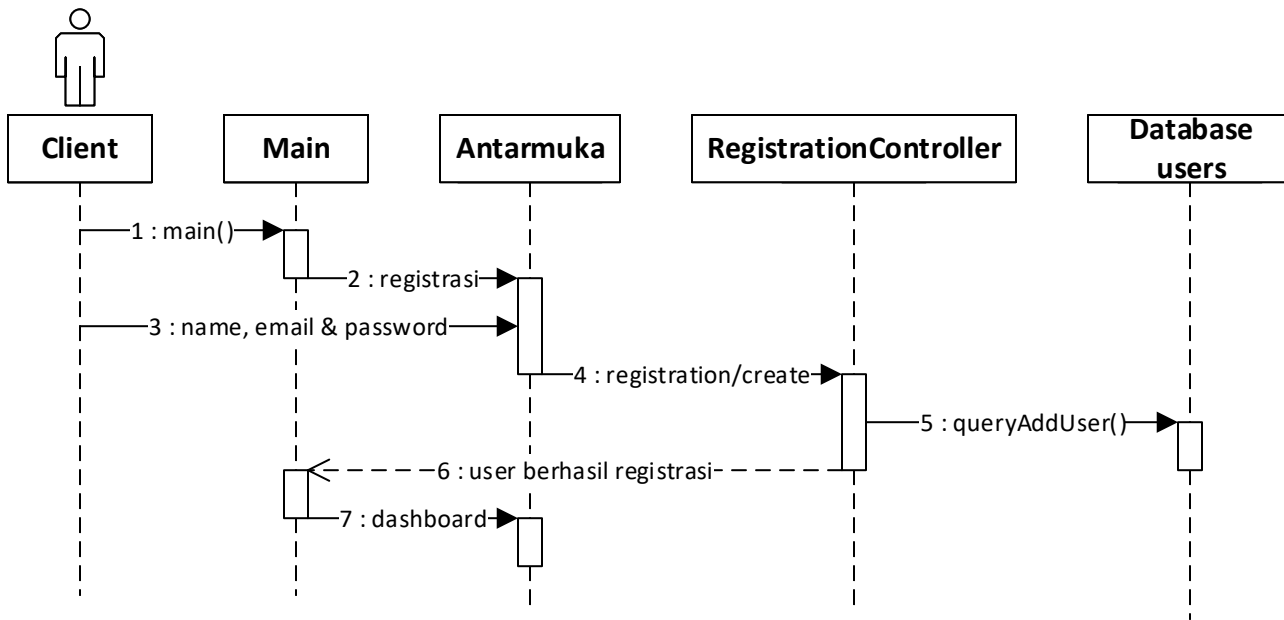 Client
Main
Antarmuka
RegistrationController
Database
users
1 : main()
2 : registrasi
3 : name, email & password
4 : registration/create
5 : queryAddUser()
6 : user berhasil registrasi
7 : dashboard